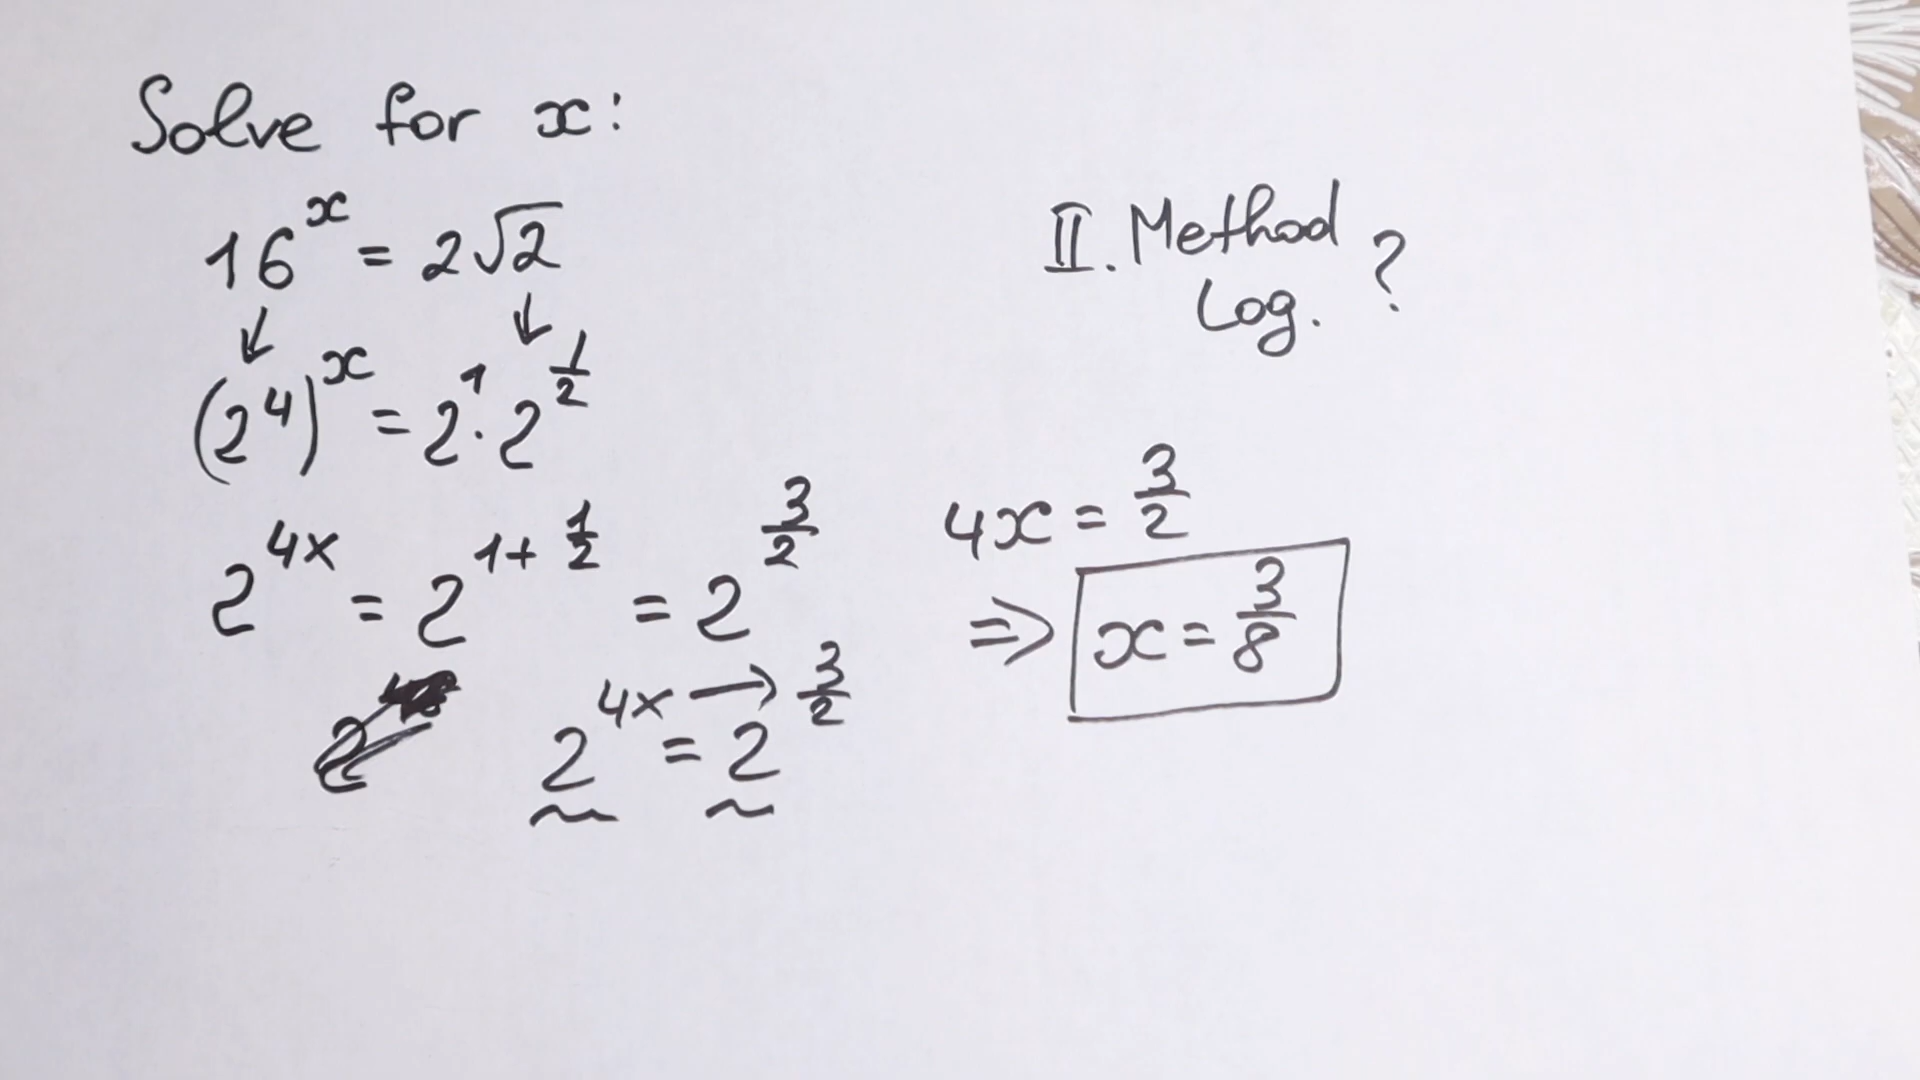 Solve for x:
16^x = 2√2
↓ ↓
(2^4)^x = 2^1 · 2^(1/2)
2^(4x) = 2^(1+1/2) = 2^(3/2)
2^(4x) → = 2^(3/2)
II. Method
Log. ?
4x = 3/2
⇒ x = 3/8